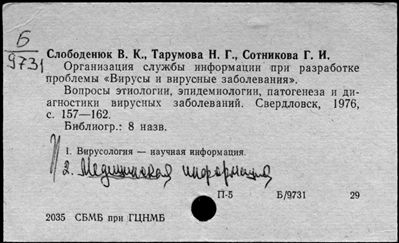 Б
9731
Слободенюк В. К., Тарумова Н. Г., Сотникова Г. И.
Организация службы информации при разработке
проблемы «Вирусы и вирусные заболевания».
Вопросы этиологии, эпидемиологии, патогенеза и ди-
агностики вирусных заболеваний. Свердловск, 1976,
с. 157—162.
Библиогр.: 8 назв.
1. Вирусология — научная информация.
2. Медицинская информация
П-5 Б/9731 29
2035 СБМБ при ГЦНМБ